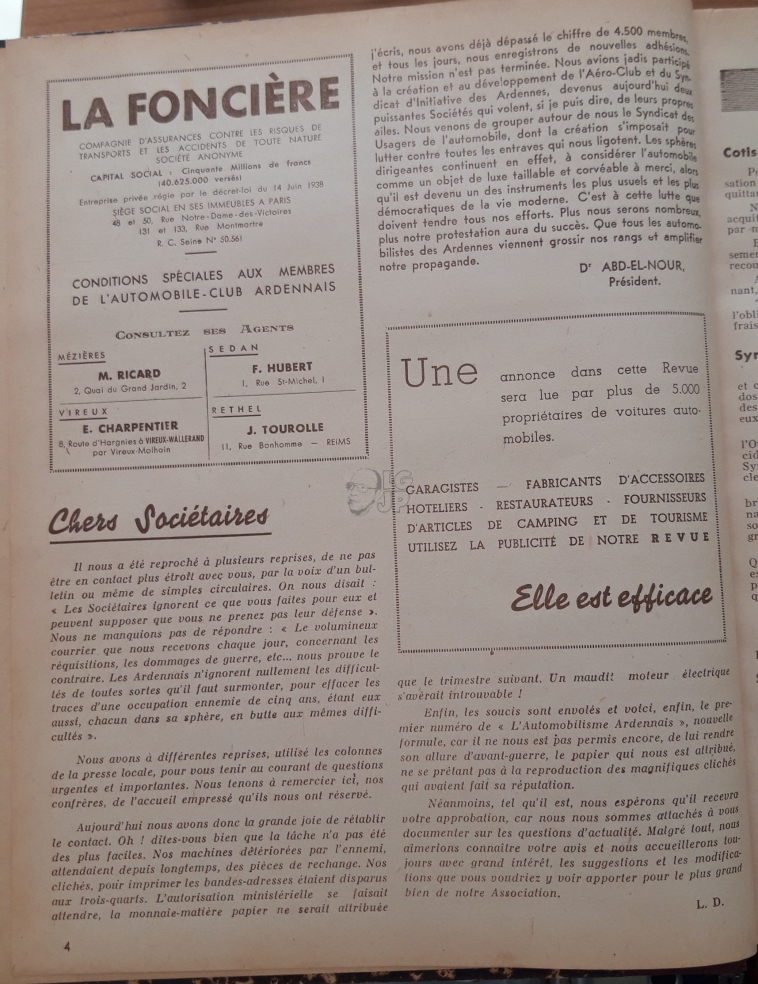 LA FONCIÈRE
COMPAGNIE D'ASSURANCES CONTRE LES RISQUES DE
TRANSPORTS ET LES ACCIDENTS DE TOUTE NATURE
SOCIÉTÉ ANONYME
CAPITAL SOCIAL : Cinquante Millions de francs
(40.625.000 versés)
Entreprise privée régie par le décret-loi du 14 Juin 1938
SIÈGE SOCIAL EN SES IMMEUBLES A PARIS
48 et 50, Rue Notre-Dame-des-Victoires
131 et 133, Rue Montmartre
R. C. Seine N° 50.561
CONDITIONS SPÉCIALES AUX MEMBRES
DE L'AUTOMOBILE-CLUB ARDENNAIS
CONSULTEZ SES AGENTS
MÉZIÈRES
M. RICARD
2, Quai du Grand Jardin, 2
SEDAN
F. HUBERT
1, Rue St-Michel, 1
VIREUX
E. CHARPENTIER
8, Route d'Hargnies à VIREUX-WALLERAND
par Vireux-Molhain
RETHEL
J. TOUROLLE
11, Rue Bonhomme — REIMS
j'écris, nous avons déjà dépassé le chiffre de 4.500 membres,
et tous les jours, nous enregistrons de nouvelles adhésions.
Notre mission n'est pas terminée. Nous avions jadis participé
à la création et au développement de l'Aéro-Club et du Syn-
dicat d'Initiative des Ardennes, devenus aujourd'hui deux
puissantes Sociétés qui volent, si je puis dire, de leurs propres
ailes. Nous venons de grouper autour de nous le Syndicat des
Usagers de l'automobile, dont la création s'imposait pour
lutter contre toutes les entraves qui nous ligotent. Les sphères
dirigeantes continuent en effet, à considérer l'automobile
comme un objet de luxe taillable et corvéable à merci, alors
qu'il est devenu un des instruments les plus usuels et les plus
démocratiques de la vie moderne. C'est à cette lutte que
doivent tendre tous nos efforts. Plus nous serons nombreux,
plus notre protestation aura du succès. Que tous les automo-
bilistes des Ardennes viennent grossir nos rangs et amplifier
notre propagande.
Dr ABD-EL-NOUR,
Président.
Une annonce dans cette Revue
sera lue par plus de 5.000
propriétaires de voitures auto-
mobiles.
GARAGISTES — FABRICANTS D'ACCESSOIRES
HOTELIERS - RESTAURATEURS - FOURNISSEURS
D'ARTICLES DE CAMPING ET DE TOURISME
UTILISEZ LA PUBLICITÉ DE NOTRE REVUE
Elle est efficace
Chers Sociétaires
Il nous a été reproché à plusieurs reprises, de ne pas
être en contact plus étroit avec vous, par la voix d'un bul-
letin ou même de simples circulaires. On nous disait :
« Les Sociétaires ignorent ce que vous faites pour eux et
peuvent supposer que vous ne prenez pas leur défense ».
Nous ne manquions pas de répondre : « Le volumineux
courrier que nous recevons chaque jour, concernant les
réquisitions, les dommages de guerre, etc... nous prouve le
contraire. Les Ardennais n'ignorent nullement les difficul-
tés de toutes sortes qu'il faut surmonter, pour effacer les
traces d'une occupation ennemie de cinq ans, étant eux
aussi, chacun dans sa sphère, en butte aux mêmes diffi-
cultés ».
Nous avons à différentes reprises, utilisé les colonnes
de la presse locale, pour vous tenir au courant de questions
urgentes et importantes. Nous tenons à remercier ici, nos
confrères, de l'accueil empressé qu'ils nous ont réservé.
Aujourd'hui nous avons donc la grande joie de rétablir
le contact. Oh ! dites-vous bien que la tâche n'a pas été
des plus faciles. Nos machines détériorées par l'ennemi,
attendaient depuis longtemps, des pièces de rechange. Nos
clichés, pour imprimer les bandes-adresses étaient disparus
aux trois-quarts. L'autorisation ministérielle se faisait
attendre, la monnaie-matière papier ne serait attribuée
que le trimestre suivant. Un maudit moteur électrique
s'avèrait introuvable !
Enfin, les soucis sont envolés et voici, enfin, le pre-
mier numéro de « L'Automobilisme Ardennais », nouvelle
formule, car il ne nous est pas permis encore, de lui rendre
son allure d'avant-guerre, le papier qui nous est attribué,
ne se prêtant pas à la reproduction des magnifiques clichés
qui avaient fait sa réputation.
Néanmoins, tel qu'il est, nous espérons qu'il recevra
votre approbation, car nous nous sommes attachés à vous
documenter sur les questions d'actualité. Malgré tout, nous
aimerions connaître votre avis et nous accueillerons tou-
jours avec grand intérêt, les suggestions et les modifica-
tions que vous voudriez y voir apporter pour le plus grand
bien de notre Association.
L. D.
4
Cotis